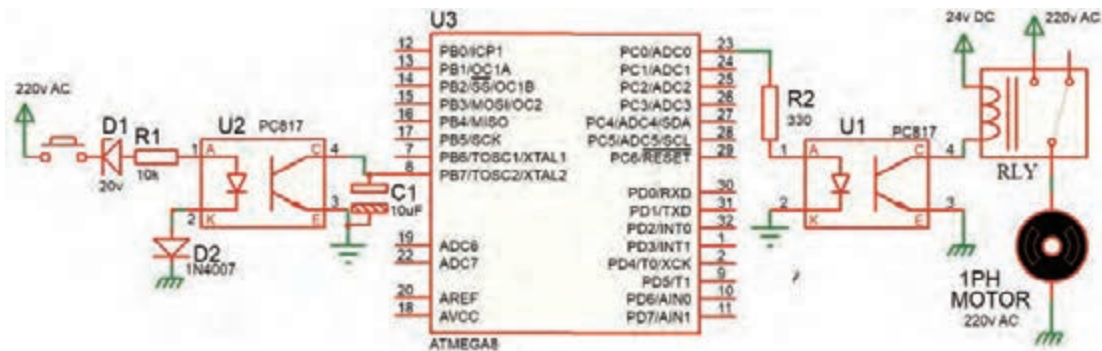 U3
24v DC
220v AC
12
PB0/ICP1
PC0/ADC0
23
13
PB1/OC1A
PC1/ADC1
24
14
PB2/SS/OC1B
PC2/ADC2
25
15
PB3/MOSI/OC2
PC3/ADC3
26
16
PB4/MISO
PC4/ADC4/SDA
27
17
PB5/SCK
PC5/ADC5/SCL
28
7
PB6/TOSC1/XTAL1
PC6/RESET
29
8
PB7/TOSC2/XTAL2
PD0/RXD
30
PD1/TXD
31
PD2/INT0
32
19
ADC6
PD3/INT1
1
22
ADC7
PD4/T0/XCK
2
PD5/T1
9
20
AREF
PD6/AIN0
10
18
AVCC
PD7/AIN1
11
ATMEGA8
220v AC
D1
20v
R1
10k
U2
PC817
1
A
C
4
2
K
E
3
D2
1N4007
C1
10uF
R2
330
U1
PC817
1
A
C
4
2
K
E
3
RLY
1PH
MOTOR
220v AC